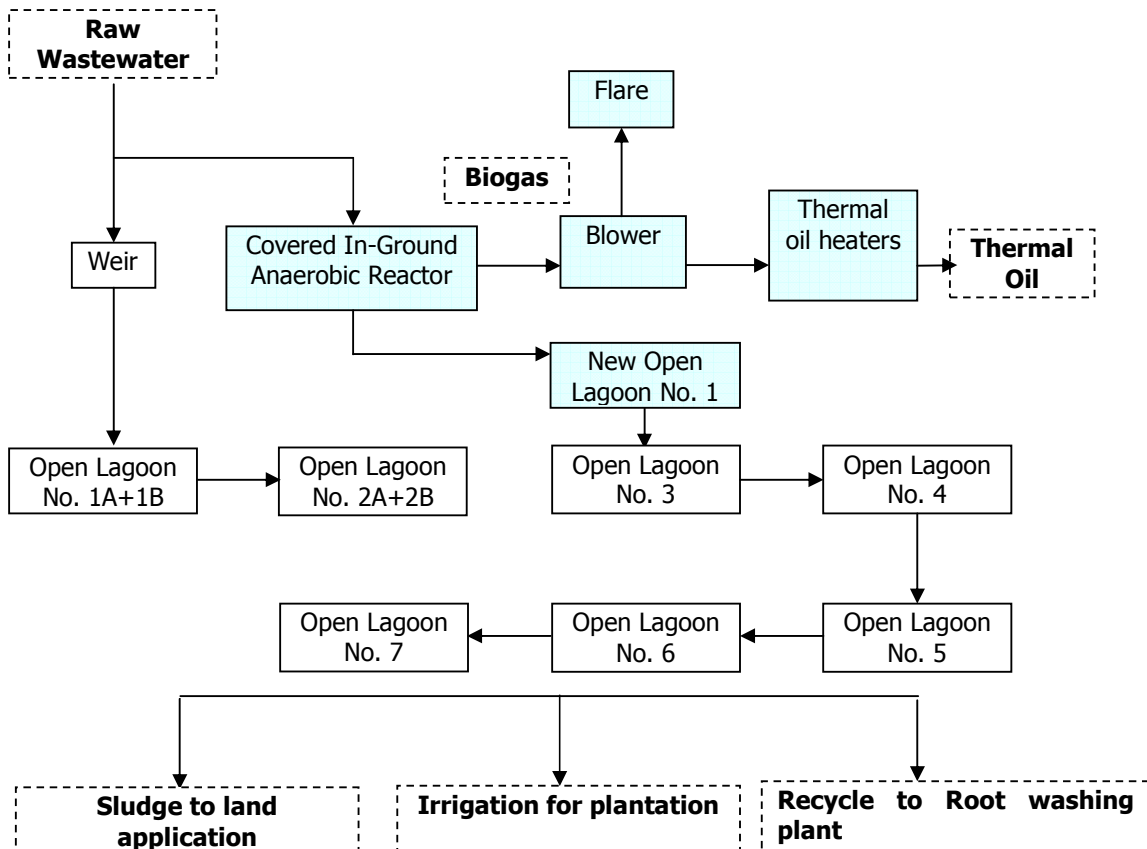 Raw
Wastewater
Flare
Biogas
Thermal
oil heaters
Blower
Covered In-Ground
Anaerobic Reactor
Thermal
Oil
Weir
New Open
Lagoon No. 1
Open Lagoon
No. 1A+1B
Open Lagoon
No. 2A+2B
Open Lagoon
No. 3
Open Lagoon
No. 4
Open Lagoon
No. 7
Open Lagoon
No. 6
Open Lagoon
No. 5
Sludge to land
application
Irrigation for plantation
Recycle to Root washing
plant